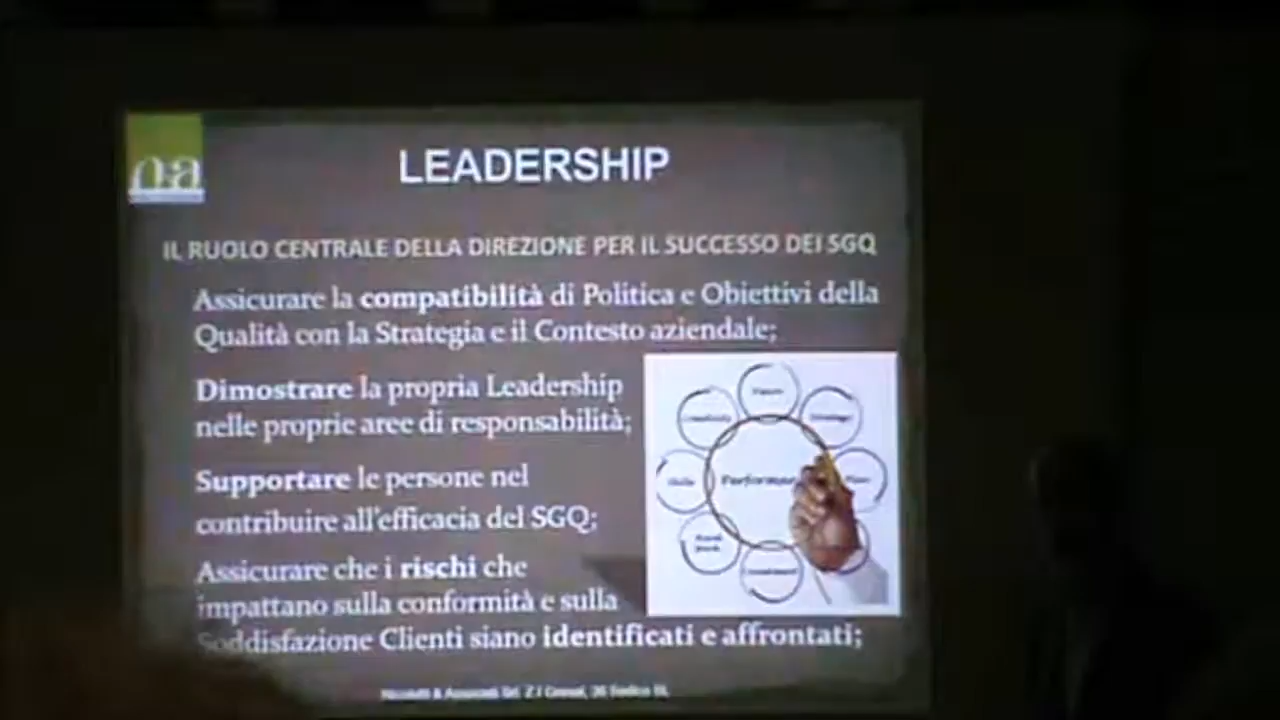 n&a
LEADERSHIP
IL RUOLO CENTRALE DELLA DIREZIONE PER IL SUCCESSO DEI SGQ
Assicurare la compatibilità di Politica e Obiettivi della
Qualità con la Strategia e il Contesto aziendale;
Dimostrare la propria Leadership
nelle proprie aree di responsabilità;
Supportare le persone nel
contribuire all'efficacia del SGQ;
Assicurare che i rischi che
impattano sulla conformità e sulla
Soddisfazione Clienti siano identificati e affrontati;